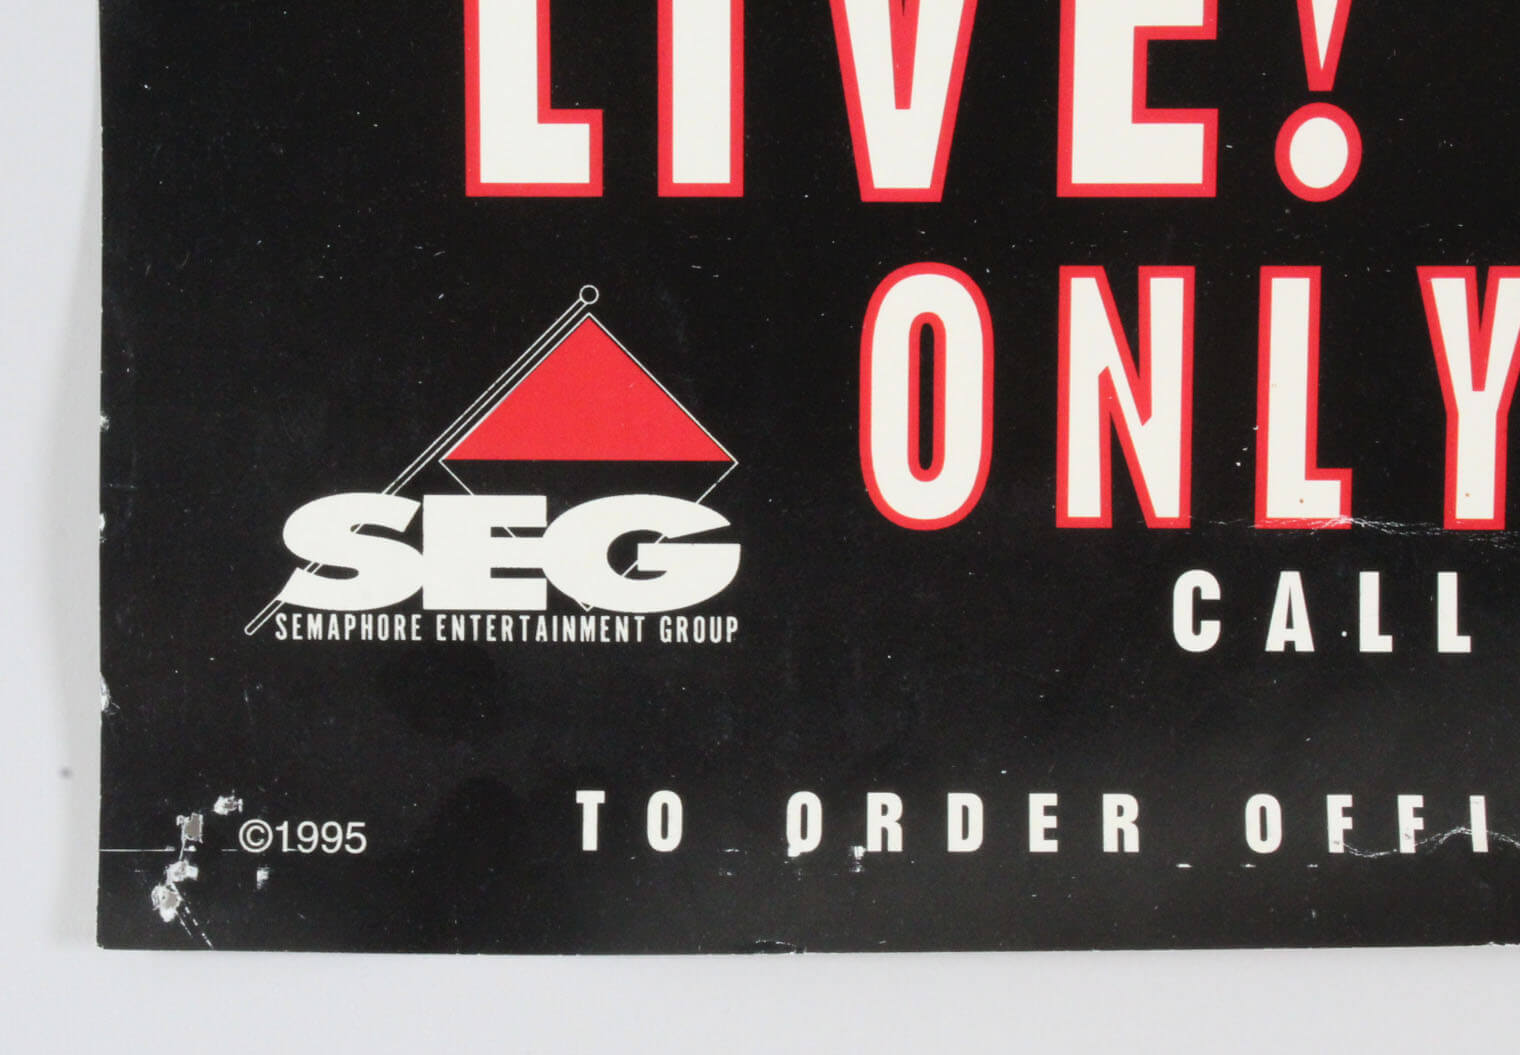 LIVE!
ONLY
SEG
SEMAPHORE ENTERTAINMENT GROUP
CALL
©1995
TO ORDER OFFI